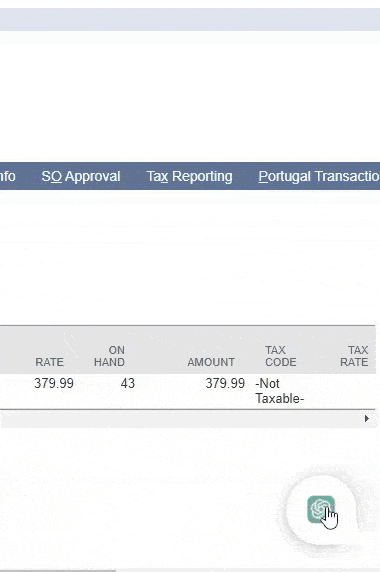 nfo SO Approval Tax Reporting Portugal Transactio
RATE ON HAND AMOUNT TAX CODE TAX RATE
379.99 43 379.99 -Not Taxable-